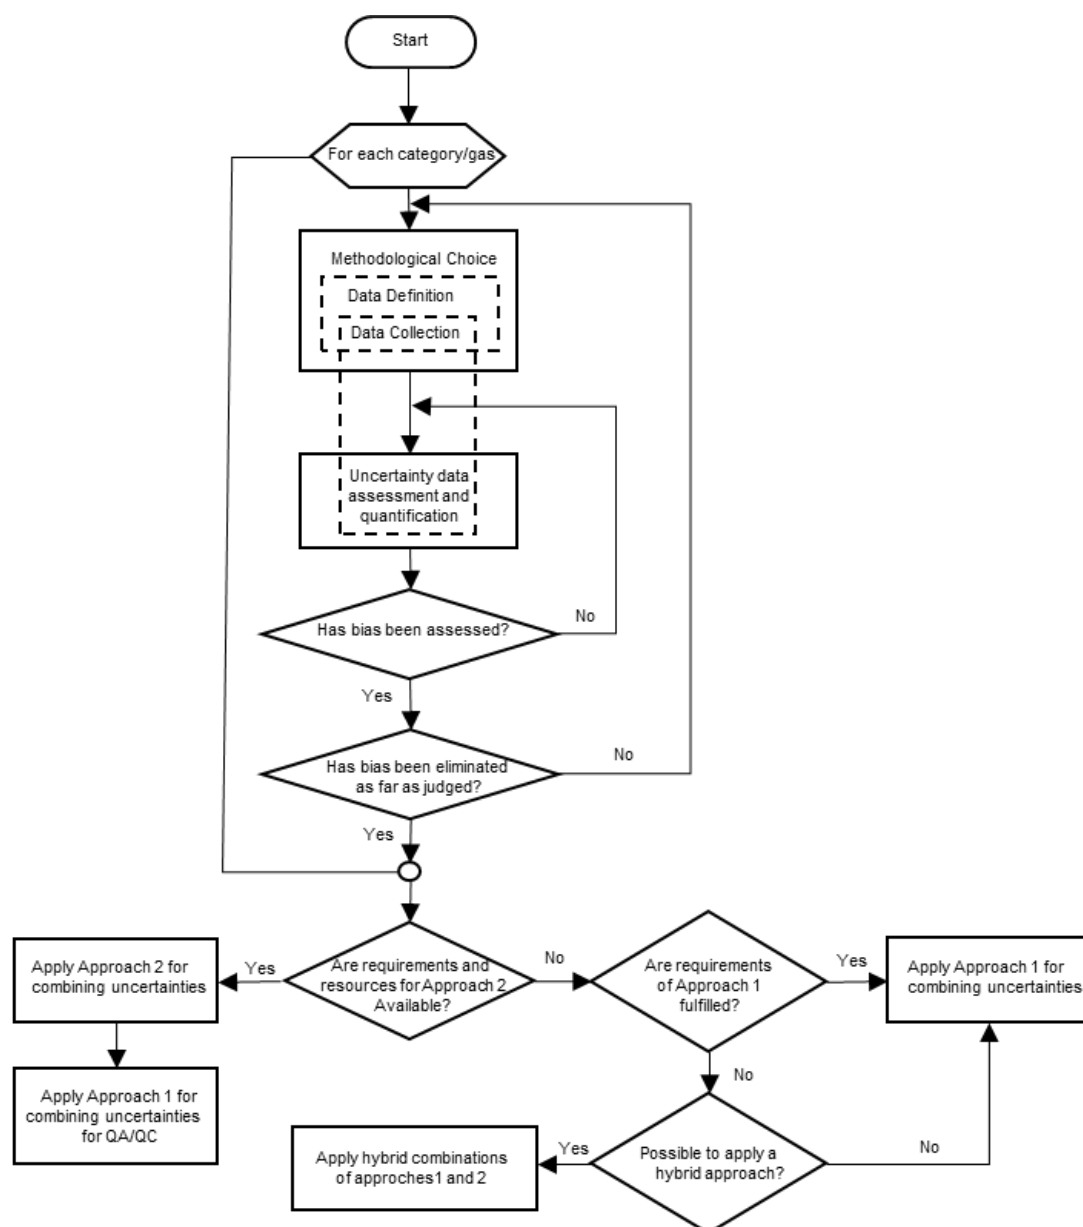 Start
For each category/gas
Methodological Choice
Data Definition
Data Collection
Uncertainty data
assessment and
quantification
Has bias been assessed?
No
Yes
Has bias been eliminated
as far as judged?
No
Yes
Are requirements and
resources for Approach 2
Available?
Yes
No
Apply Approach 2 for
combining uncertainties
Apply Approach 1 for
combining uncertainties
for QA/QC
Are requirements
of Approach 1
fulfilled?
Yes
Apply Approach 1 for
combining uncertainties
No
Possible to apply a
hybrid approach?
Yes
No
Apply hybrid combinations
of approches1 and 2